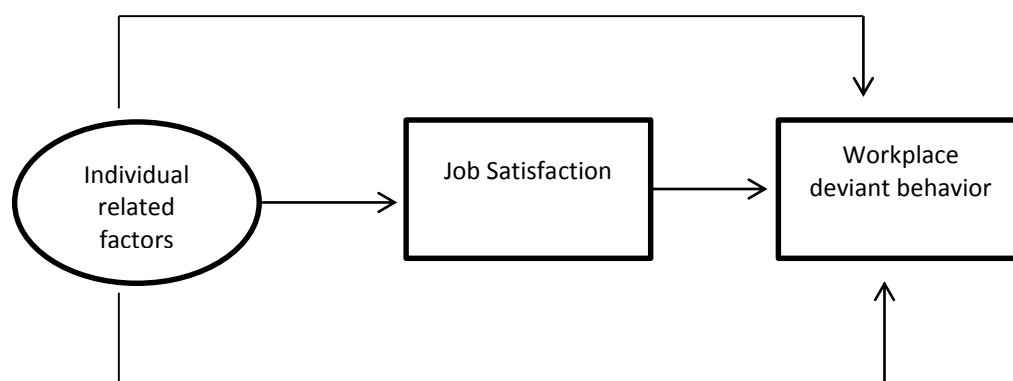 Individual
related
factors
Job Satisfaction
Workplace
deviant behavior